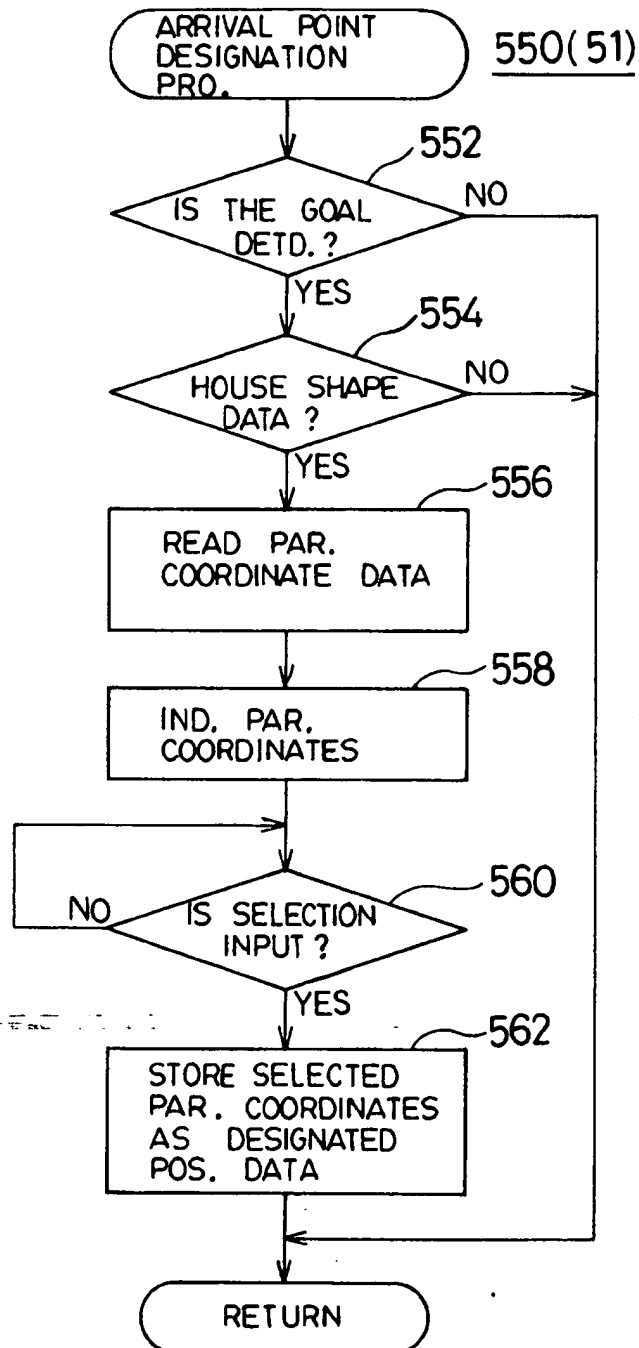 ARRIVAL POINT
DESIGNATION
PRO.
550(51)
552
IS THE GOAL
DETD.?
NO
YES
554
HOUSE SHAPE
DATA ?
NO
YES
556
READ PAR.
COORDINATE DATA
558
IND. PAR.
COORDINATES
560
NO
IS SELECTION
INPUT ?
YES
562
STORE SELECTED
PAR. COORDINATES
AS DESIGNATED
POS. DATA
RETURN